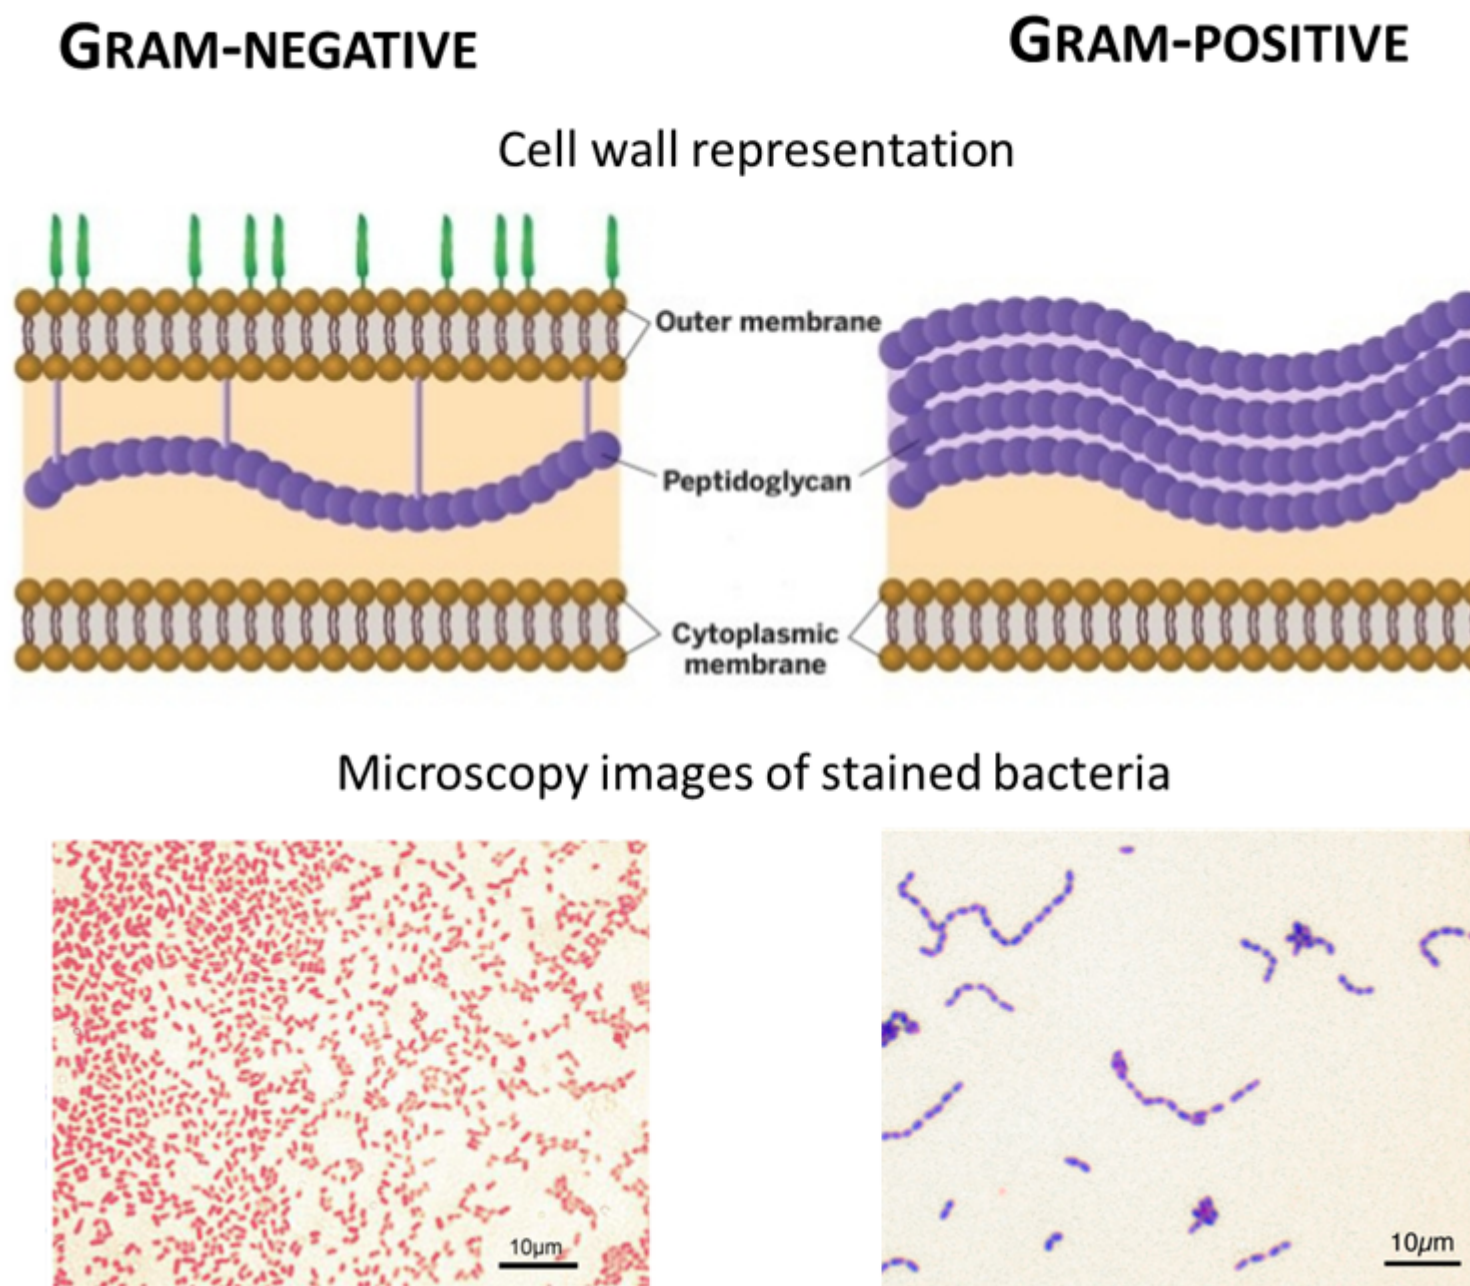 GRAM-NEGATIVE
GRAM-POSITIVE
Cell wall representation
Outer membrane
Peptidoglycan
Cytoplasmic
membrane
Microscopy images of stained bacteria
10µm
10µm